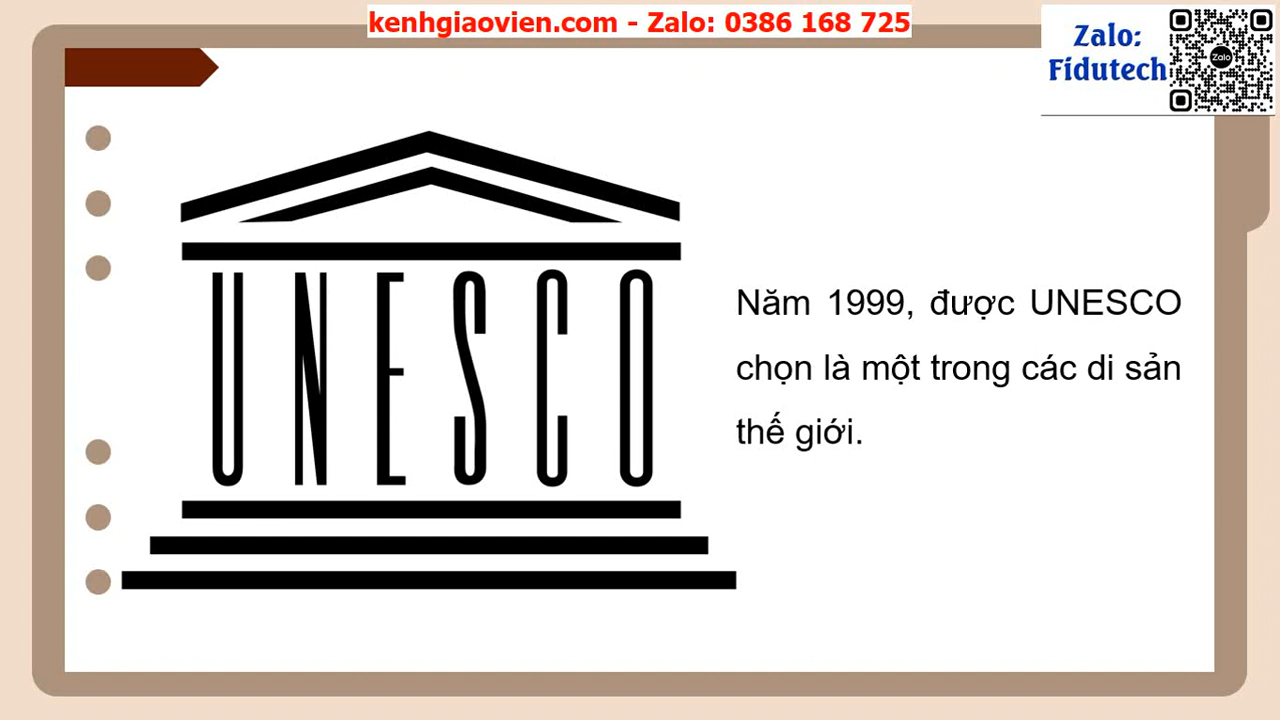 kenhgiaovien.com - Zalo: 0386 168 725
Zalo:
Fidutech
Zalo
UNESCO
Năm 1999, được UNESCO
chọn là một trong các di sản
thế giới.